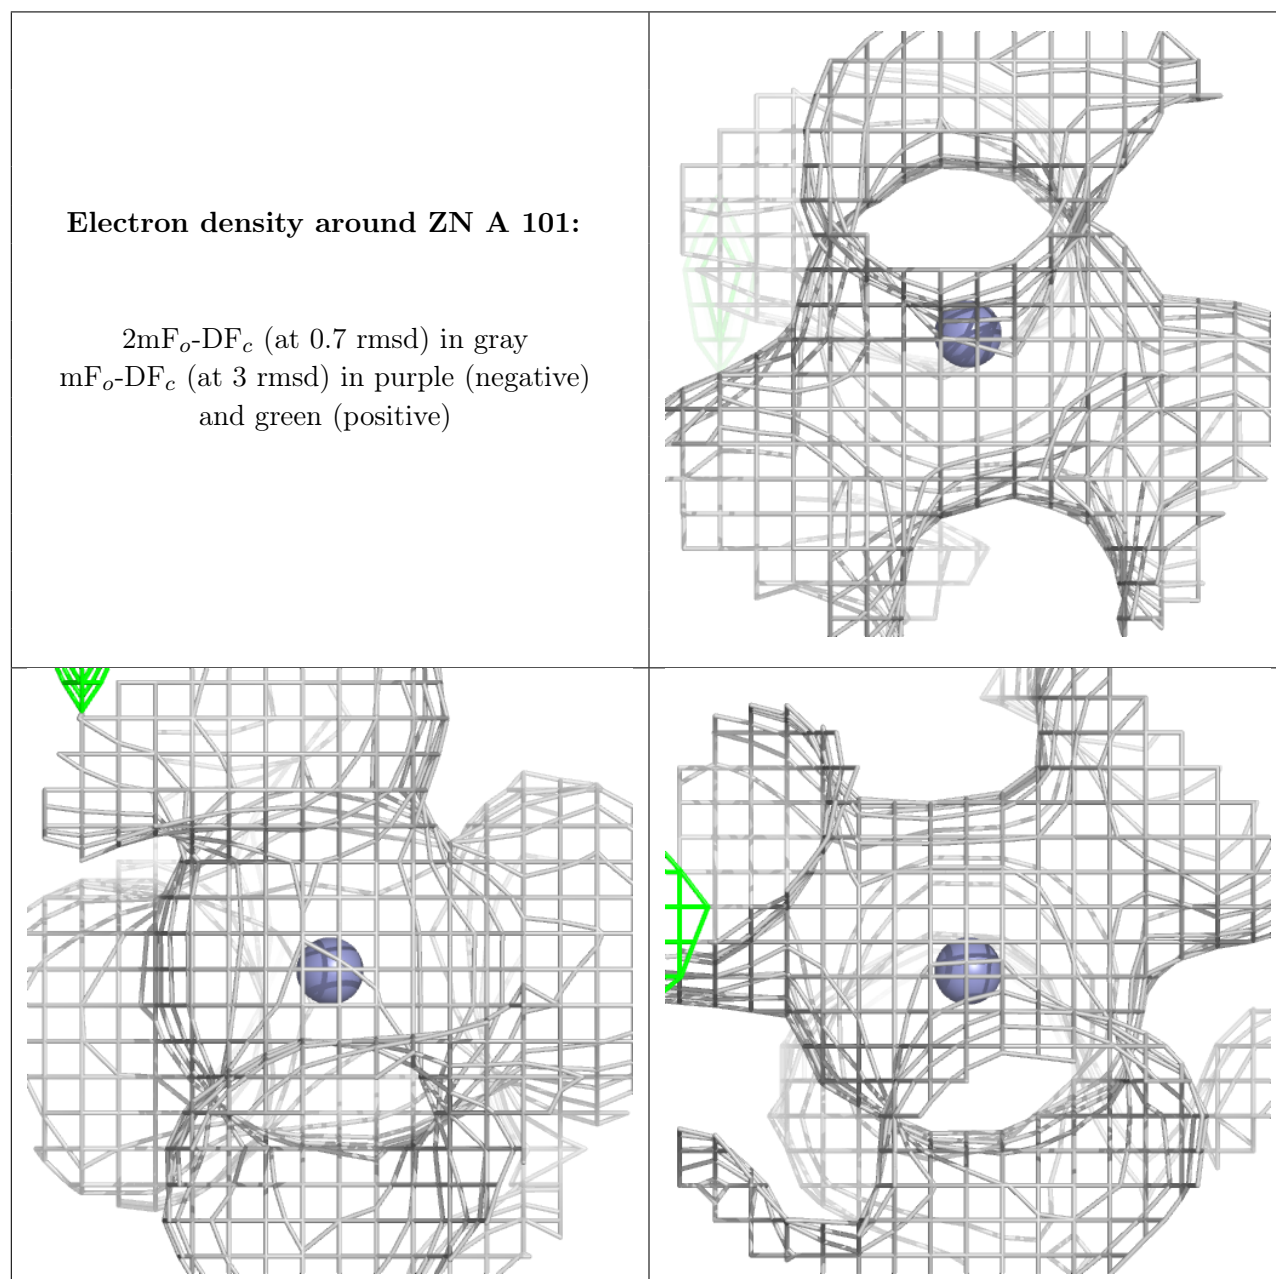 Electron density around ZN A 101:
2mFₒ-DF𝒸 (at 0.7 rmsd) in gray
mFₒ-DF𝒸 (at 3 rmsd) in purple (negative)
and green (positive)